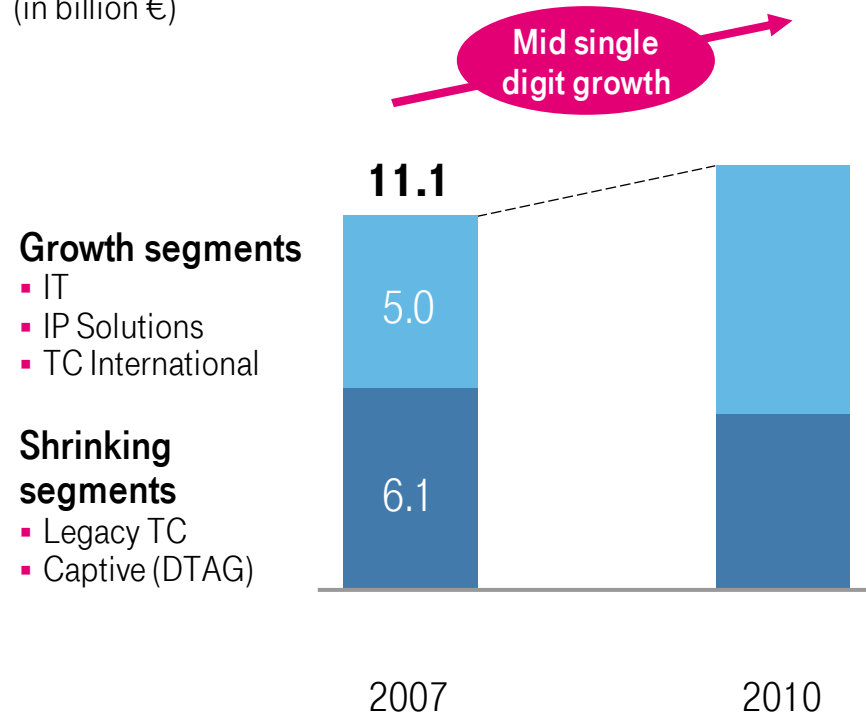 (in billion €)
Mid single
digit growth
11.1
Growth segments
▪ IT
▪ IP Solutions
▪ TC International
5.0
Shrinking
segments
▪ Legacy TC
▪ Captive (DTAG)
6.1
2007
2010